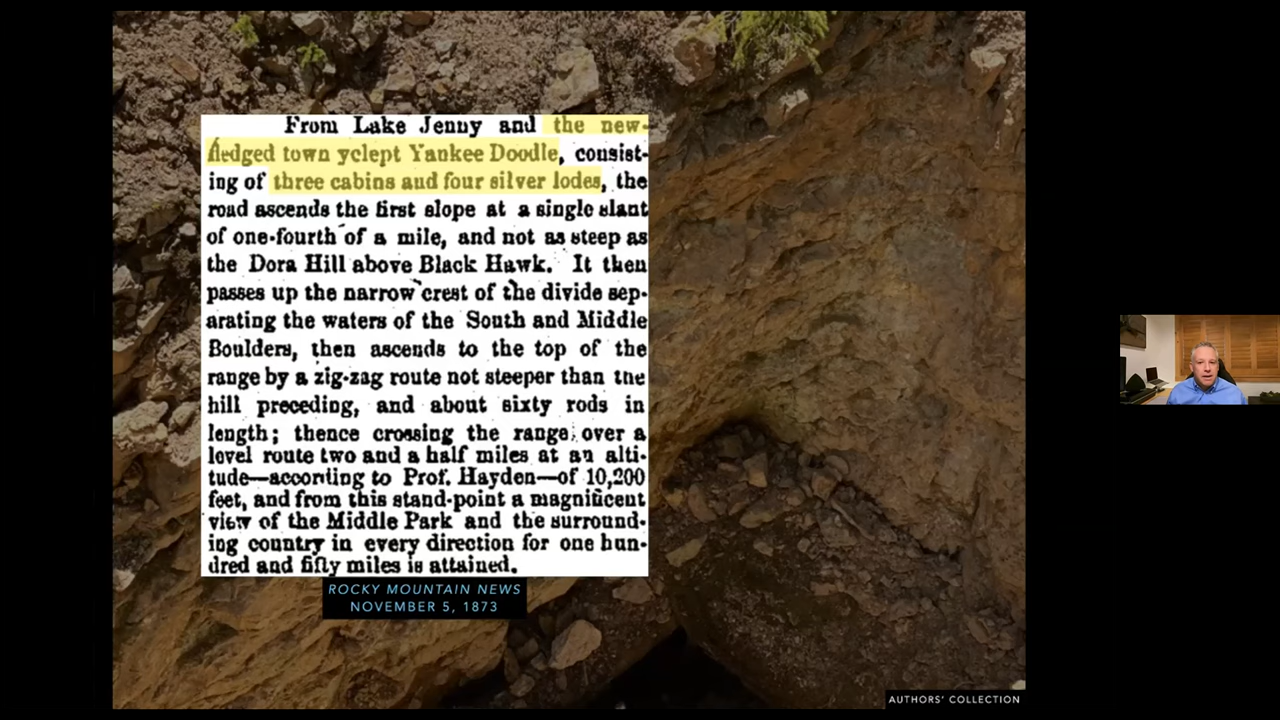 From Lake Jenny and the new-
fledged town yclept Yankee Doodle, consist-
ing of three cabins and four silver lodes, the
road ascends the first slope at a single slant
of one-fourth of a mile, and not as steep as
the Dora Hill above Black Hawk. It then
passes up the narrow crest of the divide sep-
arating the waters of the South and Middle
Boulders, then ascends to the top of the
range by a zig-zag route not steeper than the
hill preceding, and about sixty rods in
length; thence crossing the range over a
level route two and a half miles at an alti-
tude—according to Prof. Hayden—of 10,200
feet, and from this stand-point a magnificent
view of the Middle Park and the surround-
ing country in every direction for one hun-
dred and fifty miles is attained.
ROCKY MOUNTAIN NEWS
NOVEMBER 5, 1873
AUTHORS' COLLECTION